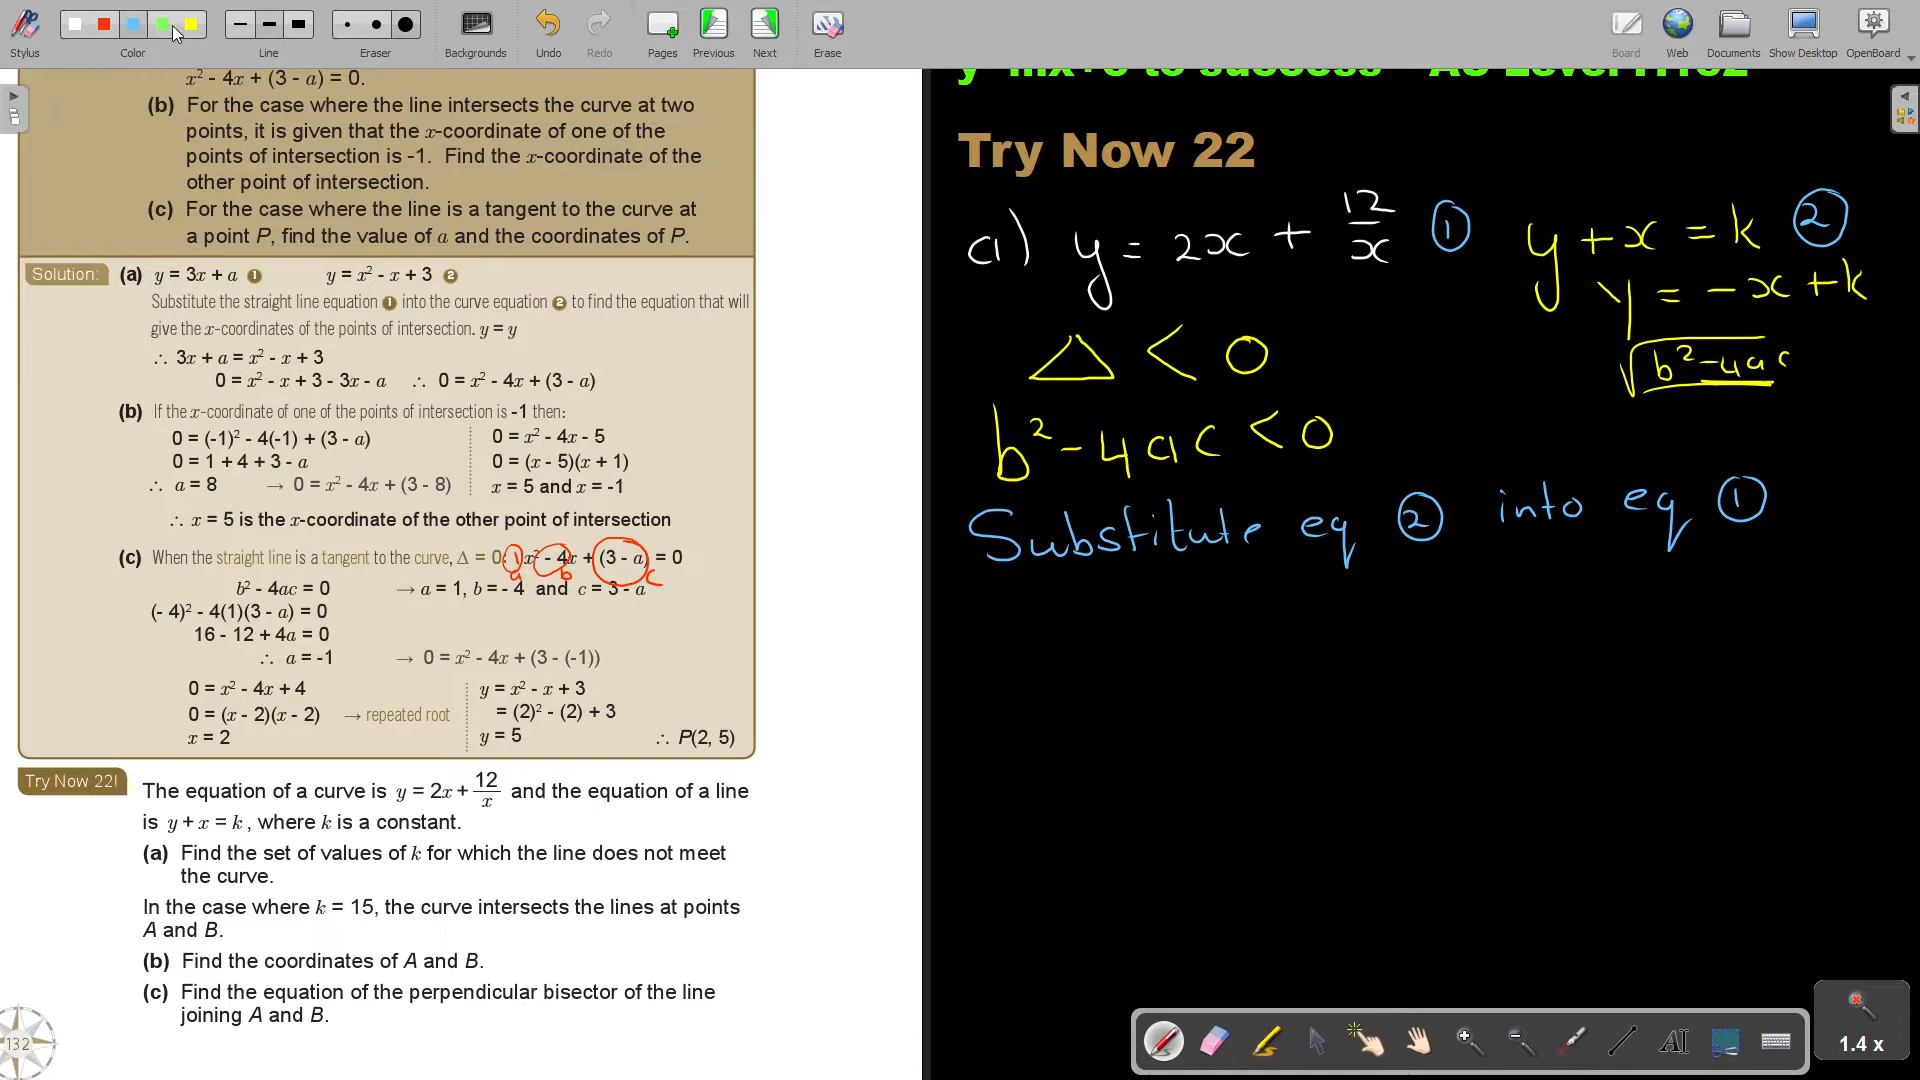 Stylus
Color
Line
Eraser
Backgrounds
Undo
Redo
Pages
Previous
Next
Erase
Board
Web
Documents
Show Desktop
OpenBoard
x² - 4x + (3 - a) = 0.
(b) For the case where the line intersects the curve at two
points, it is given that the x-coordinate of one of the
points of intersection is -1. Find the x-coordinate of the
other point of intersection.
(c) For the case where the line is a tangent to the curve at
a point P, find the value of a and the coordinates of P.
Solution: (a) y = 3x + a ❶ y = x² - x + 3 ❷
Substitute the straight line equation ❶ into the curve equation ❷ to find the equation that will
give the x-coordinates of the points of intersection. y = y
∴ 3x + a = x² - x + 3
0 = x² - x + 3 - 3x - a ∴ 0 = x² - 4x + (3 - a)
(b) If the x-coordinate of one of the points of intersection is -1 then:
0 = (-1)² - 4(-1) + (3 - a) 0 = x² - 4x - 5
0 = 1 + 4 + 3 - a 0 = (x - 5)(x + 1)
∴ a = 8 → 0 = x² - 4x + (3 - 8) x = 5 and x = -1
∴ x = 5 is the x-coordinate of the other point of intersection
(c) When the straight line is a tangent to the curve, Δ = 0: 1x² - 4x + (3 - a) = 0
a b c
b² - 4ac = 0 → a = 1, b = - 4 and c = 3 - a
(- 4)² - 4(1)(3 - a) = 0
16 - 12 + 4a = 0
∴ a = -1 → 0 = x² - 4x + (3 - (-1))
0 = x² - 4x + 4 y = x² - x + 3
0 = (x - 2)(x - 2) → repeated root = (2)² - (2) + 3
x = 2 y = 5 ∴ P(2, 5)
Try Now 22!
The equation of a curve is y = 2x + 12/x and the equation of a line
is y + x = k , where k is a constant.
(a) Find the set of values of k for which the line does not meet
the curve.
In the case where k = 15, the curve intersects the lines at points
A and B.
(b) Find the coordinates of A and B.
(c) Find the equation of the perpendicular bisector of the line
joining A and B.
132
Try Now 22
a) y = 2x + 12/x ① y + x = k ②
y = -x + k
△ < 0
√b² - 4ac
b² - 4ac < 0
Substitute eq ② into eq ①
1.4 x